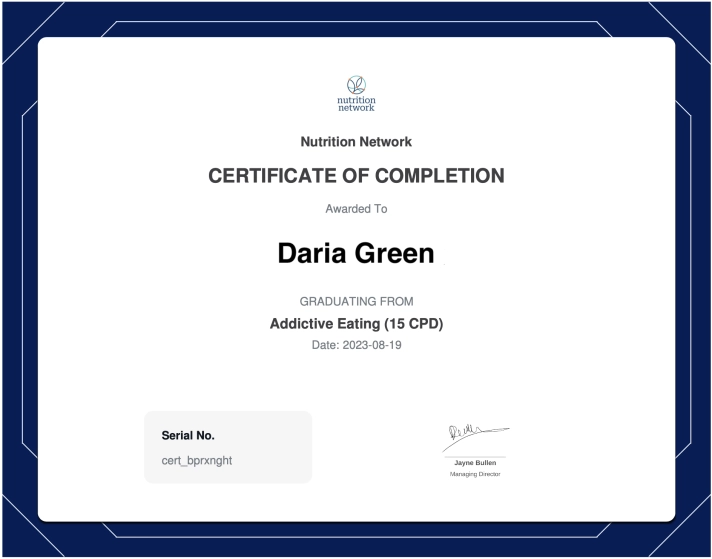 nutrition
network
Nutrition Network
CERTIFICATE OF COMPLETION
Awarded To
Daria Green
GRADUATING FROM
Addictive Eating (15 CPD)
Date: 2023-08-19
Serial No.
cert_bprxnght
Jayne Bullen
Managing Director